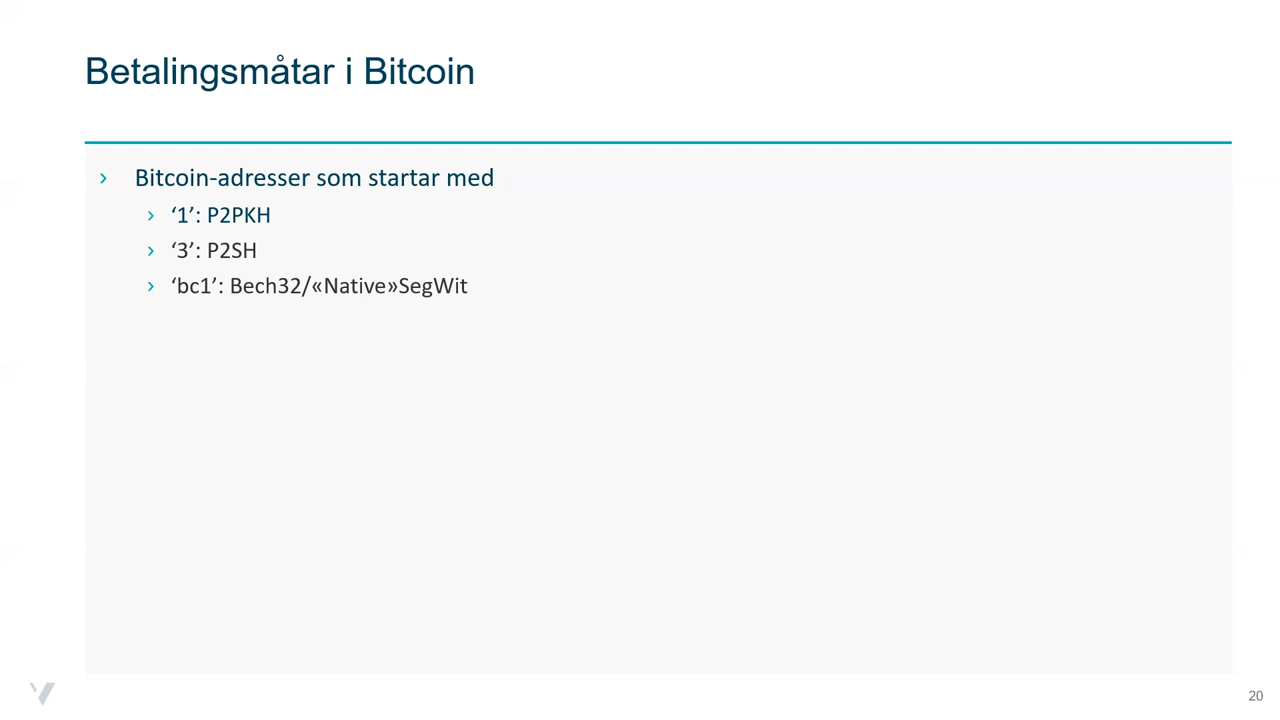 Betalingsmåtar i Bitcoin
› Bitcoin-adresser som startar med
› ‘1’: P2PKH
› ‘3’: P2SH
› ‘bc1’: Bech32/«Native»SegWit
20